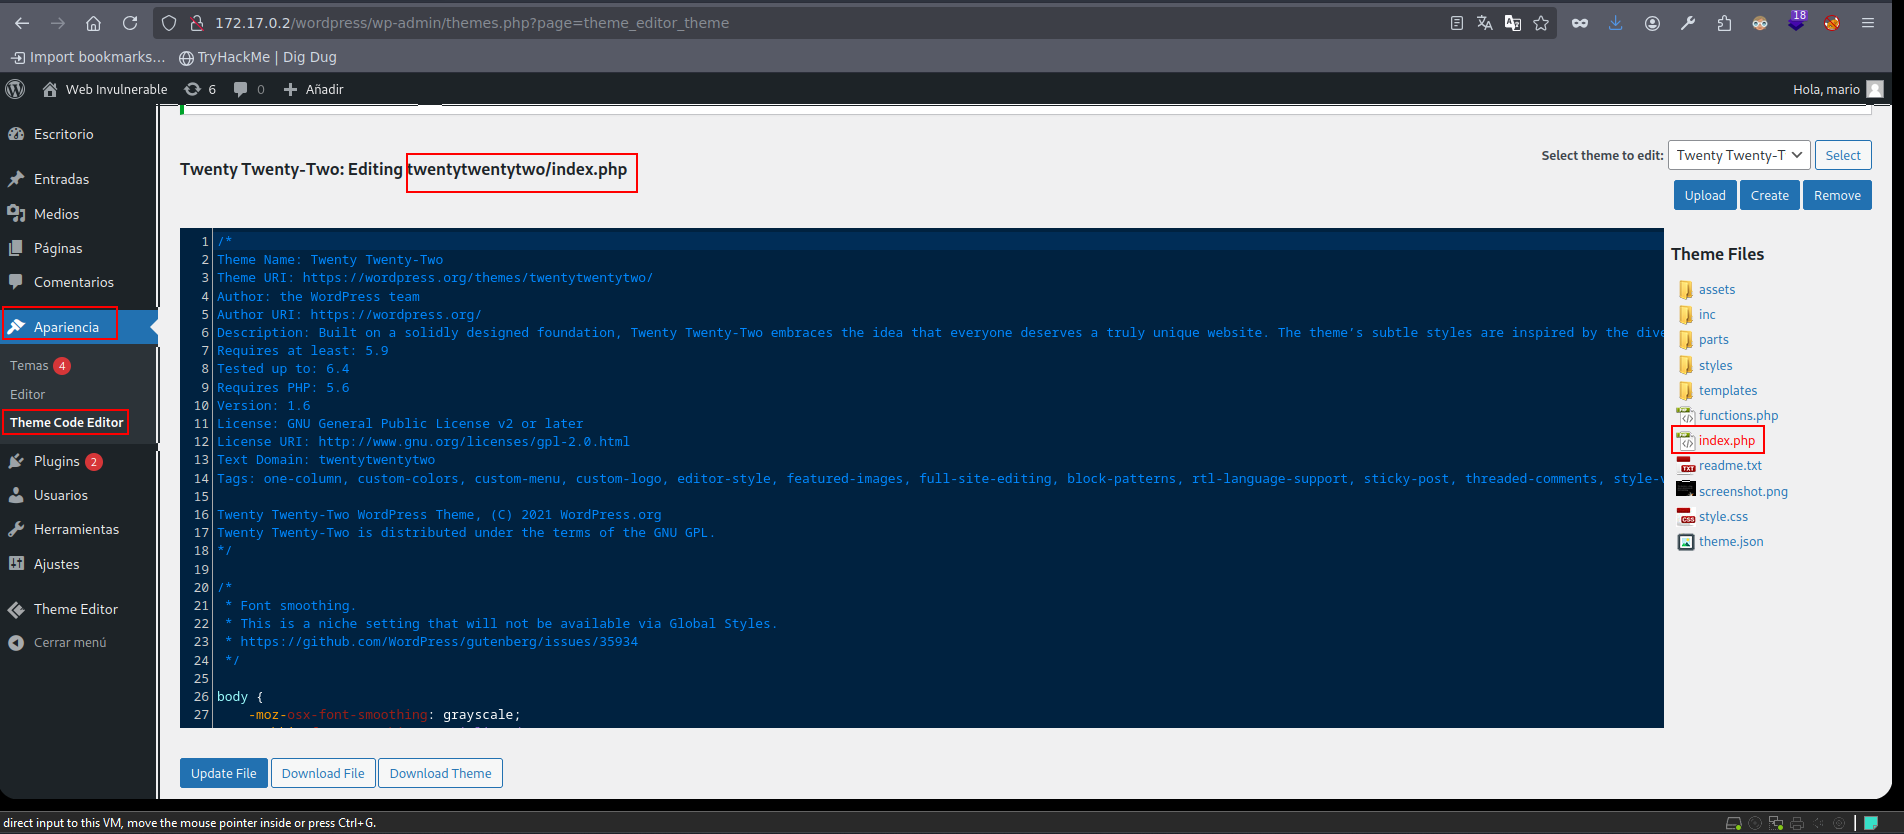 172.17.0.2/wordpress/wp-admin/themes.php?page=theme_editor_theme
18
Import bookmarks...
TryHackMe | Dig Dug
Web Invulnerable
6
0
Añadir
Hola, mario
Escritorio
Entradas
Medios
Páginas
Comentarios
Apariencia
Temas 4
Editor
Theme Code Editor
Plugins 2
Usuarios
Herramientas
Ajustes
Theme Editor
Cerrar menú
Twenty Twenty-Two: Editing twentytwentytwo/index.php
Select theme to edit: Twenty Twenty-T Select
Upload Create Remove
1 /*
2 Theme Name: Twenty Twenty-Two
3 Theme URI: https://wordpress.org/themes/twentytwentytwo/
4 Author: the WordPress team
5 Author URI: https://wordpress.org/
6 Description: Built on a solidly designed foundation, Twenty Twenty-Two embraces the idea that everyone deserves a truly unique website. The theme's subtle styles are inspired by the dive
7 Requires at least: 5.9
8 Tested up to: 6.4
9 Requires PHP: 5.6
10 Version: 1.6
11 License: GNU General Public License v2 or later
12 License URI: http://www.gnu.org/licenses/gpl-2.0.html
13 Text Domain: twentytwentytwo
14 Tags: one-column, custom-colors, custom-menu, custom-logo, editor-style, featured-images, full-site-editing, block-patterns, rtl-language-support, sticky-post, threaded-comments, style-v
15
16 Twenty Twenty-Two WordPress Theme, (C) 2021 WordPress.org
17 Twenty Twenty-Two is distributed under the terms of the GNU GPL.
18 */
19
20 /*
21 * Font smoothing.
22 * This is a niche setting that will not be available via Global Styles.
23 * https://github.com/WordPress/gutenberg/issues/35934
24 */
25
26 body {
27 -moz-osx-font-smoothing: grayscale;
Theme Files
assets
inc
parts
styles
templates
functions.php
index.php
readme.txt
screenshot.png
style.css
theme.json
Update File Download File Download Theme
direct input to this VM, move the mouse pointer inside or press Ctrl+G.